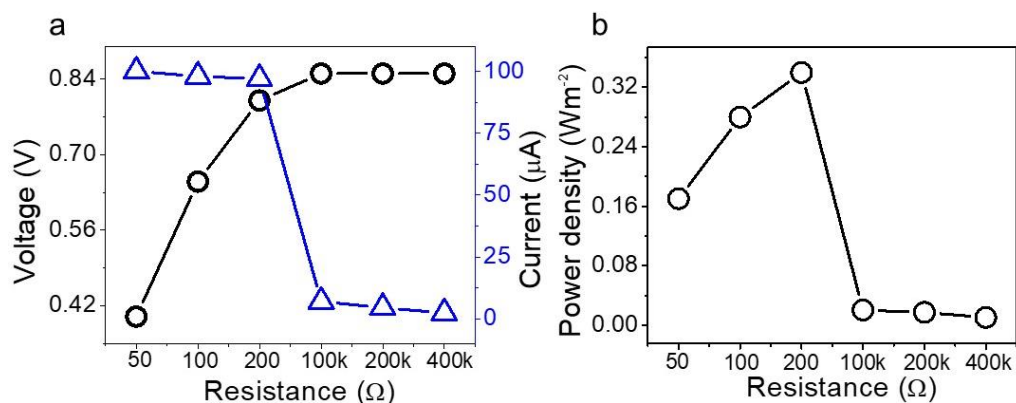 a
Voltage (V)
0.84
0.70
0.56
0.42
100
75
50
25
0
Current (μA)
50 100 200 100k 200k 400k
Resistance (Ω)
b
Power density (Wm⁻²)
0.32
0.24
0.16
0.08
0.00
50 100 200 100k 200k 400k
Resistance (Ω)